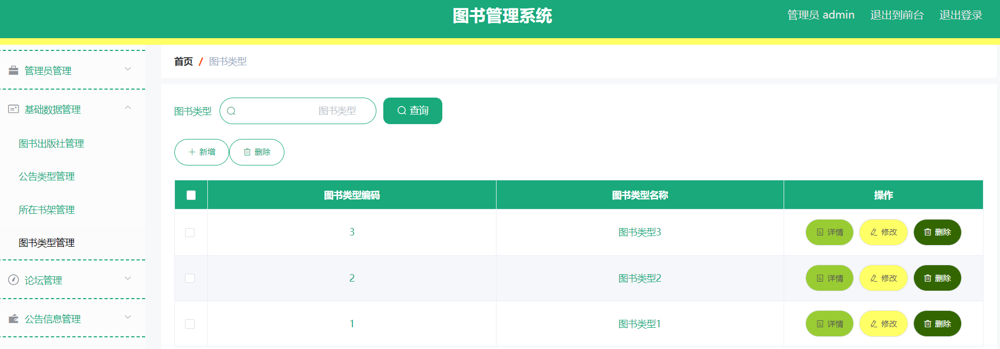 图书管理系统
管理员 admin 退出到前台 退出登录
管理员管理
基础数据管理
图书出版社管理
公告类型管理
所在书架管理
图书类型管理
论坛管理
公告信息管理
首页 / 图书类型
图书类型 图书类型 查询
新增 删除
图书类型编码 图书类型名称 操作
3 图书类型3 详情 修改 删除
2 图书类型2 详情 修改 删除
1 图书类型1 详情 修改 删除